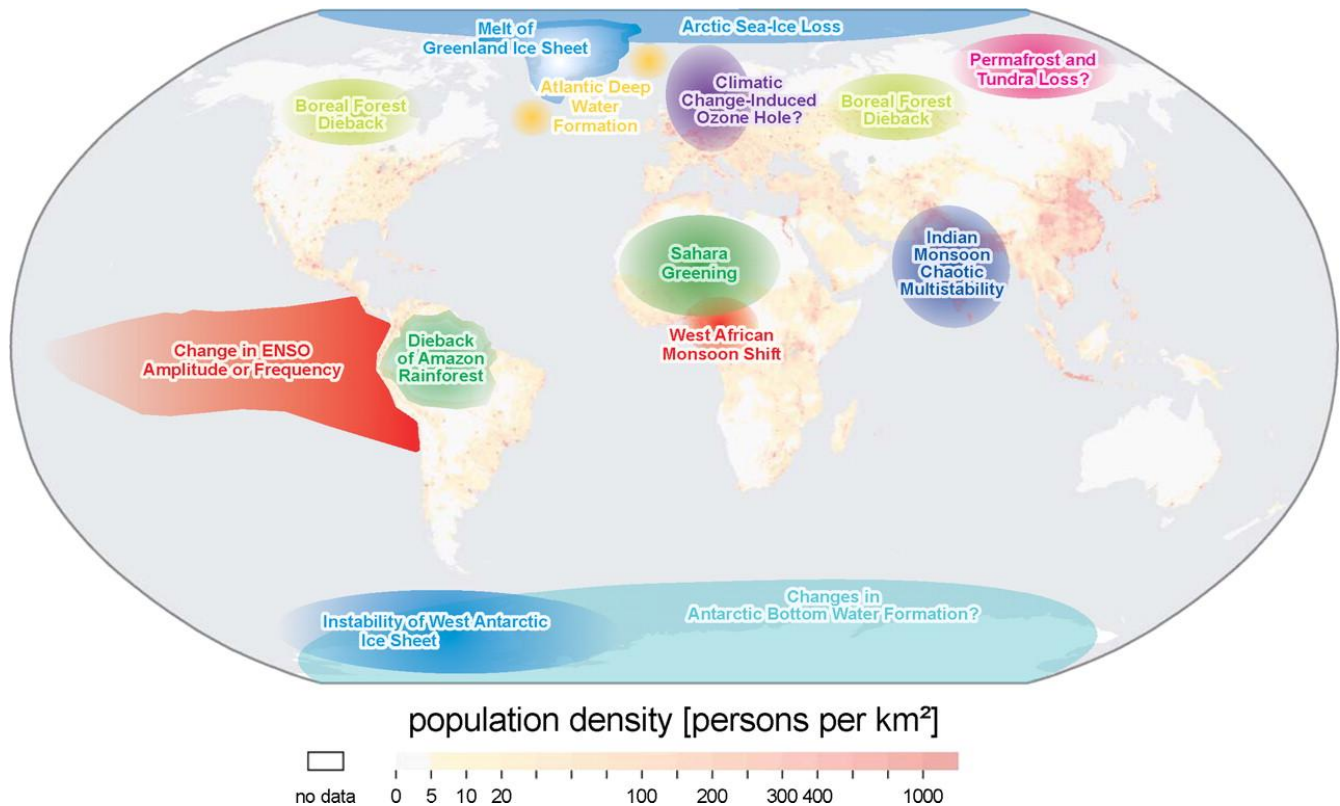 Melt of
Greenland Ice Sheet
Arctic Sea-Ice Loss
Atlantic Deep
Water
Formation
Climatic
Change-Induced
Ozone Hole?
Permafrost and
Tundra Loss?
Boreal Forest
Dieback
Boreal Forest
Dieback
Sahara
Greening
Indian
Monsoon
Chaotic
Multistability
West African
Monsoon Shift
Change in ENSO
Amplitude or Frequency
Dieback
of Amazon
Rainforest
Instability of West Antarctic
Ice Sheet
Changes in
Antarctic Bottom Water Formation?
population density [persons per km²]
no data 0 5 10 20 100 200 300 400 1000